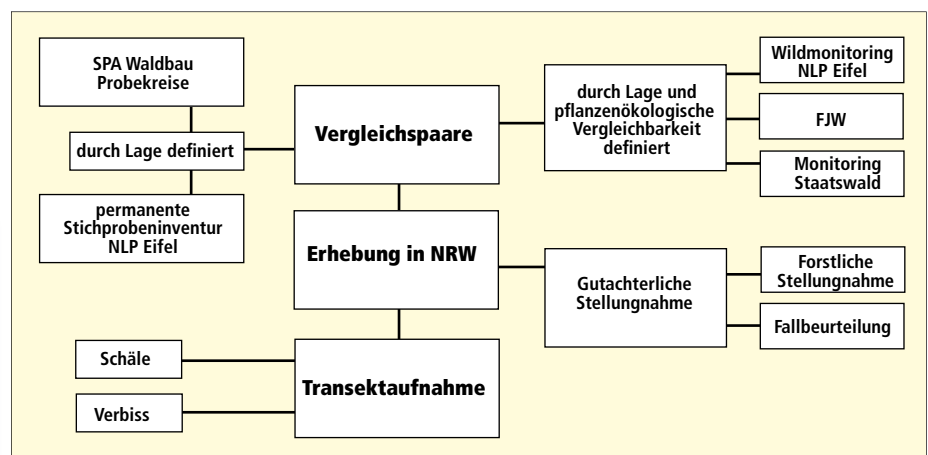 SPA Waldbau
Probekreise
durch Lage definiert
permanente
Stichprobeninventur
NLP Eifel
Vergleichspaare
durch Lage und
pflanzenökologische
Vergleichbarkeit
definiert
Wildmonitoring
NLP Eifel
FJW
Monitoring
Staatswald
Erhebung in NRW
Gutachterliche
Stellungnahme
Forstliche
Stellungnahme
Fallbeurteilung
Schäle
Verbiss
Transektaufnahme